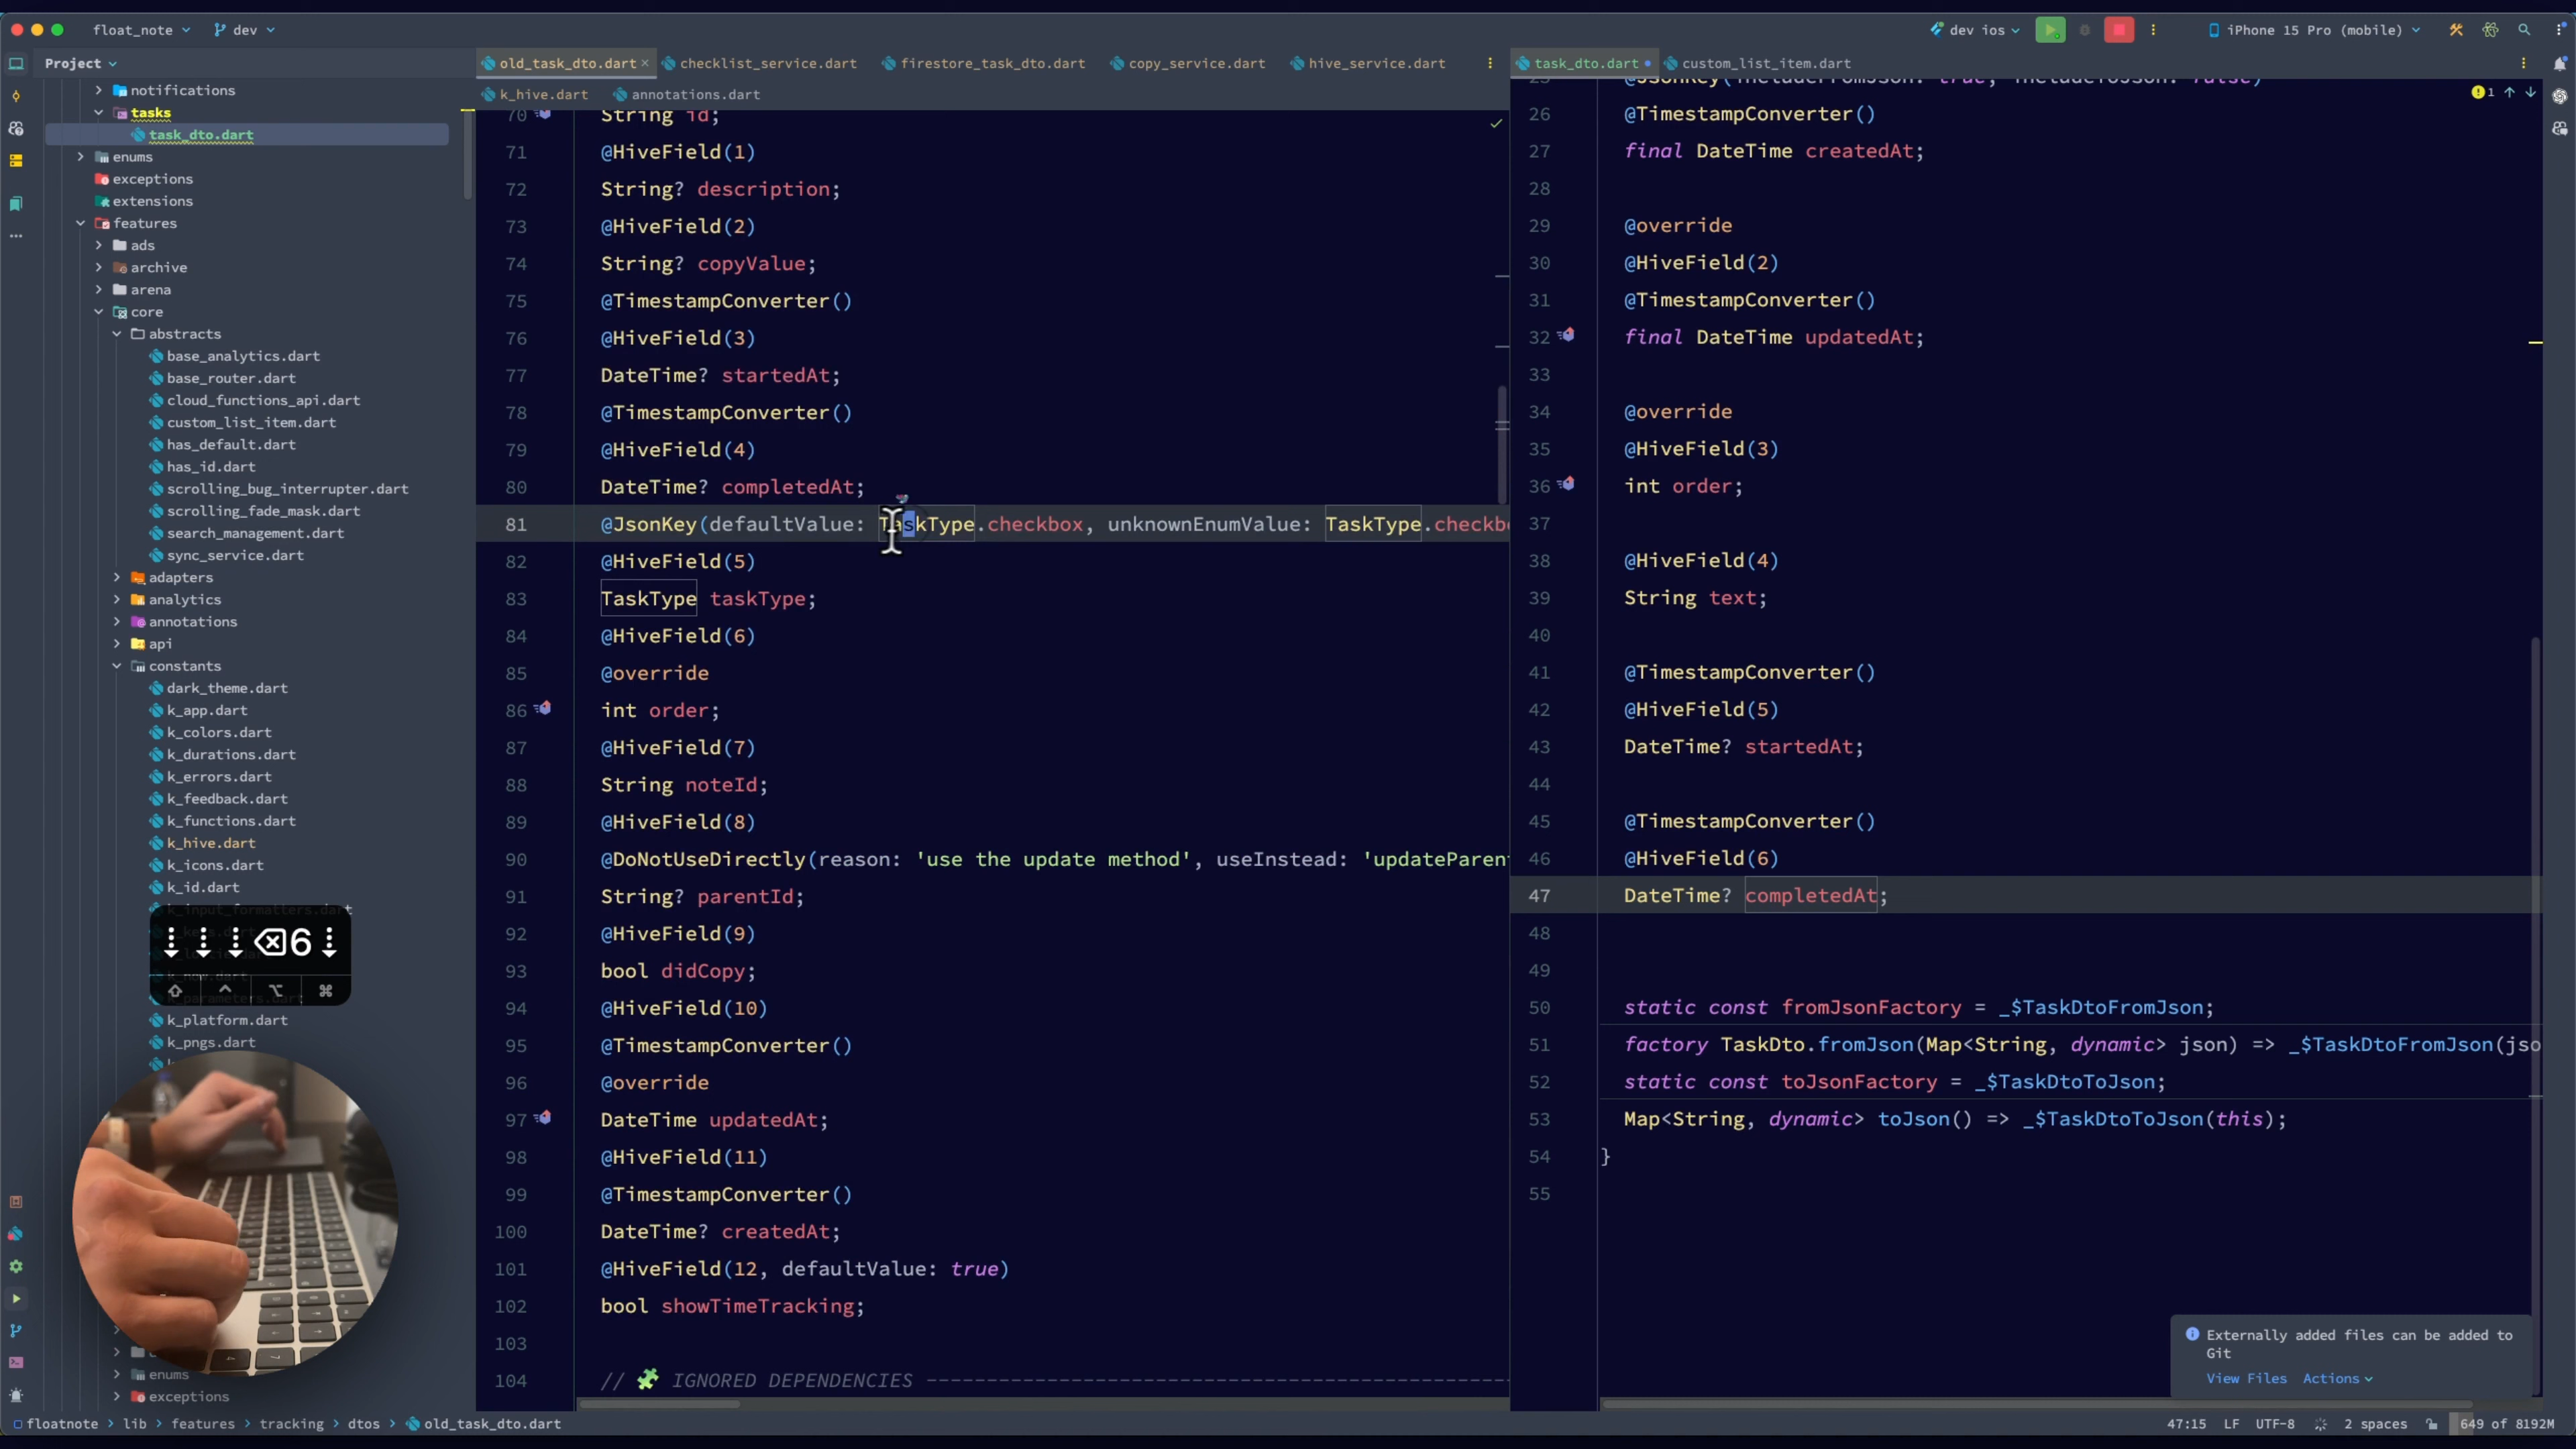 float_note
dev
dev ios
iPhone 15 Pro (mobile)
Project
old_task_dto.dart
checklist_service.dart
firestore_task_dto.dart
copy_service.dart
hive_service.dart
k_hive.dart
annotations.dart
task_dto.dart
custom_list_item.dart
notifications
tasks
task_dto.dart
enums
exceptions
extensions
features
ads
archive
arena
core
abstracts
base_analytics.dart
base_router.dart
cloud_functions_api.dart
custom_list_item.dart
has_default.dart
has_id.dart
scrolling_bug_interrupter.dart
scrolling_fade_mask.dart
search_management.dart
sync_service.dart
adapters
analytics
annotations
api
constants
dark_theme.dart
k_app.dart
k_colors.dart
k_durations.dart
k_errors.dart
k_feedback.dart
k_functions.dart
k_hive.dart
k_icons.dart
k_id.dart
k_input_formatters.dart
6
k_parameters.dart
k_platform.dart
k_pngs.dart
enums
exceptions
70 String id;
71 @HiveField(1)
72 String? description;
73 @HiveField(2)
74 String? copyValue;
75 @TimestampConverter()
76 @HiveField(3)
77 DateTime? startedAt;
78 @TimestampConverter()
79 @HiveField(4)
80 DateTime? completedAt;
81 @JsonKey(defaultValue: TaskType.checkbox, unknownEnumValue: TaskType.checkb
82 @HiveField(5)
83 TaskType taskType;
84 @HiveField(6)
85 @override
86 int order;
87 @HiveField(7)
88 String noteId;
89 @HiveField(8)
90 @DoNotUseDirectly(reason: 'use the update method', useInstead: 'updateParen
91 String? parentId;
92 @HiveField(9)
93 bool didCopy;
94 @HiveField(10)
95 @TimestampConverter()
96 @override
97 DateTime updatedAt;
98 @HiveField(11)
99 @TimestampConverter()
100 DateTime? createdAt;
101 @HiveField(12, defaultValue: true)
102 bool showTimeTracking;
103
104 // 🧩 IGNORED DEPENDENCIES
1
25 @JsonKey(includeFromJson: true, includeToJson: false)
26 @TimestampConverter()
27 final DateTime createdAt;
28
29 @override
30 @HiveField(2)
31 @TimestampConverter()
32 final DateTime updatedAt;
33
34 @override
35 @HiveField(3)
36 int order;
37
38 @HiveField(4)
39 String text;
40
41 @TimestampConverter()
42 @HiveField(5)
43 DateTime? startedAt;
44
45 @TimestampConverter()
46 @HiveField(6)
47 DateTime? completedAt;
48
49
50 static const fromJsonFactory = _$TaskDtoFromJson;
51 factory TaskDto.fromJson(Map<String, dynamic> json) => _$TaskDtoFromJson(jso
52 static const toJsonFactory = _$TaskDtoToJson;
53 Map<String, dynamic> toJson() => _$TaskDtoToJson(this);
54 }
55
Externally added files can be added to
Git
View Files Actions
floatnote > lib > features > tracking > dtos > old_task_dto.dart
47:15 LF UTF-8 2 spaces 649 of 8192M